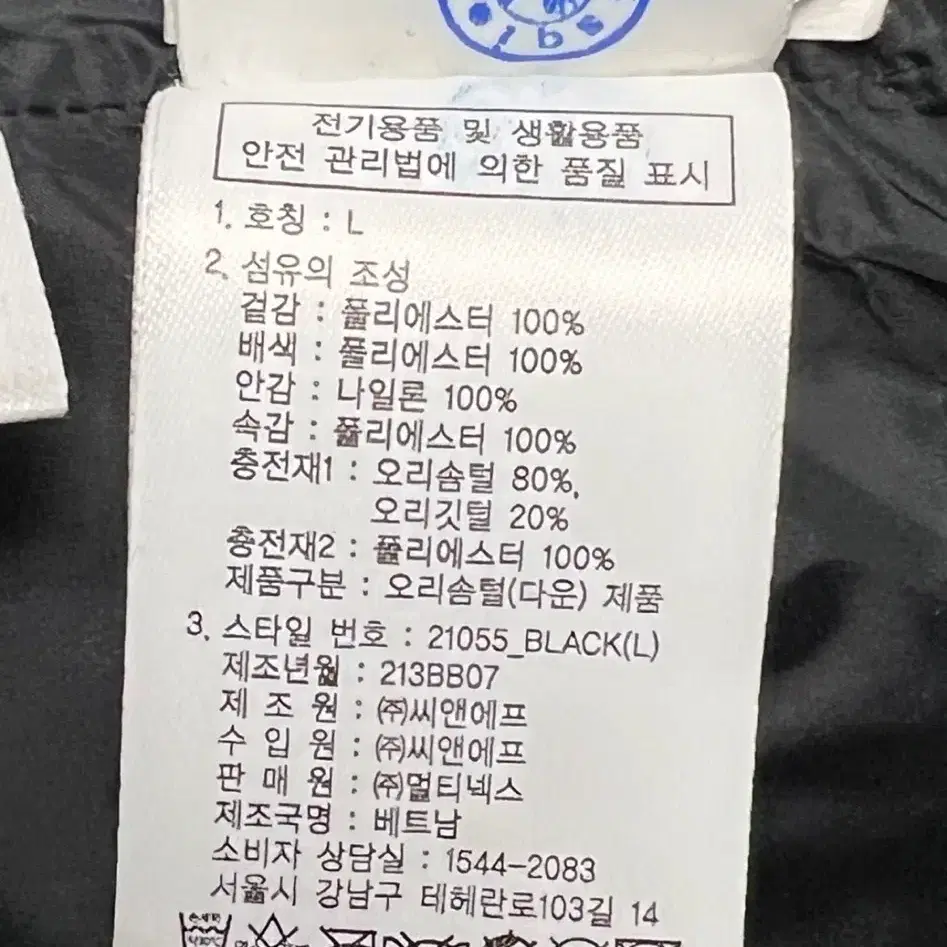 전기용품 및 생활용품
안전 관리법에 의한 품질 표시
1. 호칭 : L
2. 섬유의 조성
겉감 : 폴리에스터 100%
배색 : 폴리에스터 100%
안감 : 나일론 100%
속감 : 폴리에스터 100%
충전재1 : 오리솜털 80%,
오리깃털 20%
충전재2 : 폴리에스터 100%
제품구분 : 오리솜털(다운) 제품
3. 스타일 번호 : 21055_BLACK(L)
제조년월 : 213BB07
제 조 원 : ㈜씨앤에프
수 입 원 : ㈜씨앤에프
판 매 원 : ㈜멀티넥스
제조국명 : 베트남
소비자 상담실 : 1544-2083
서울시 강남구 테헤란로103길 14